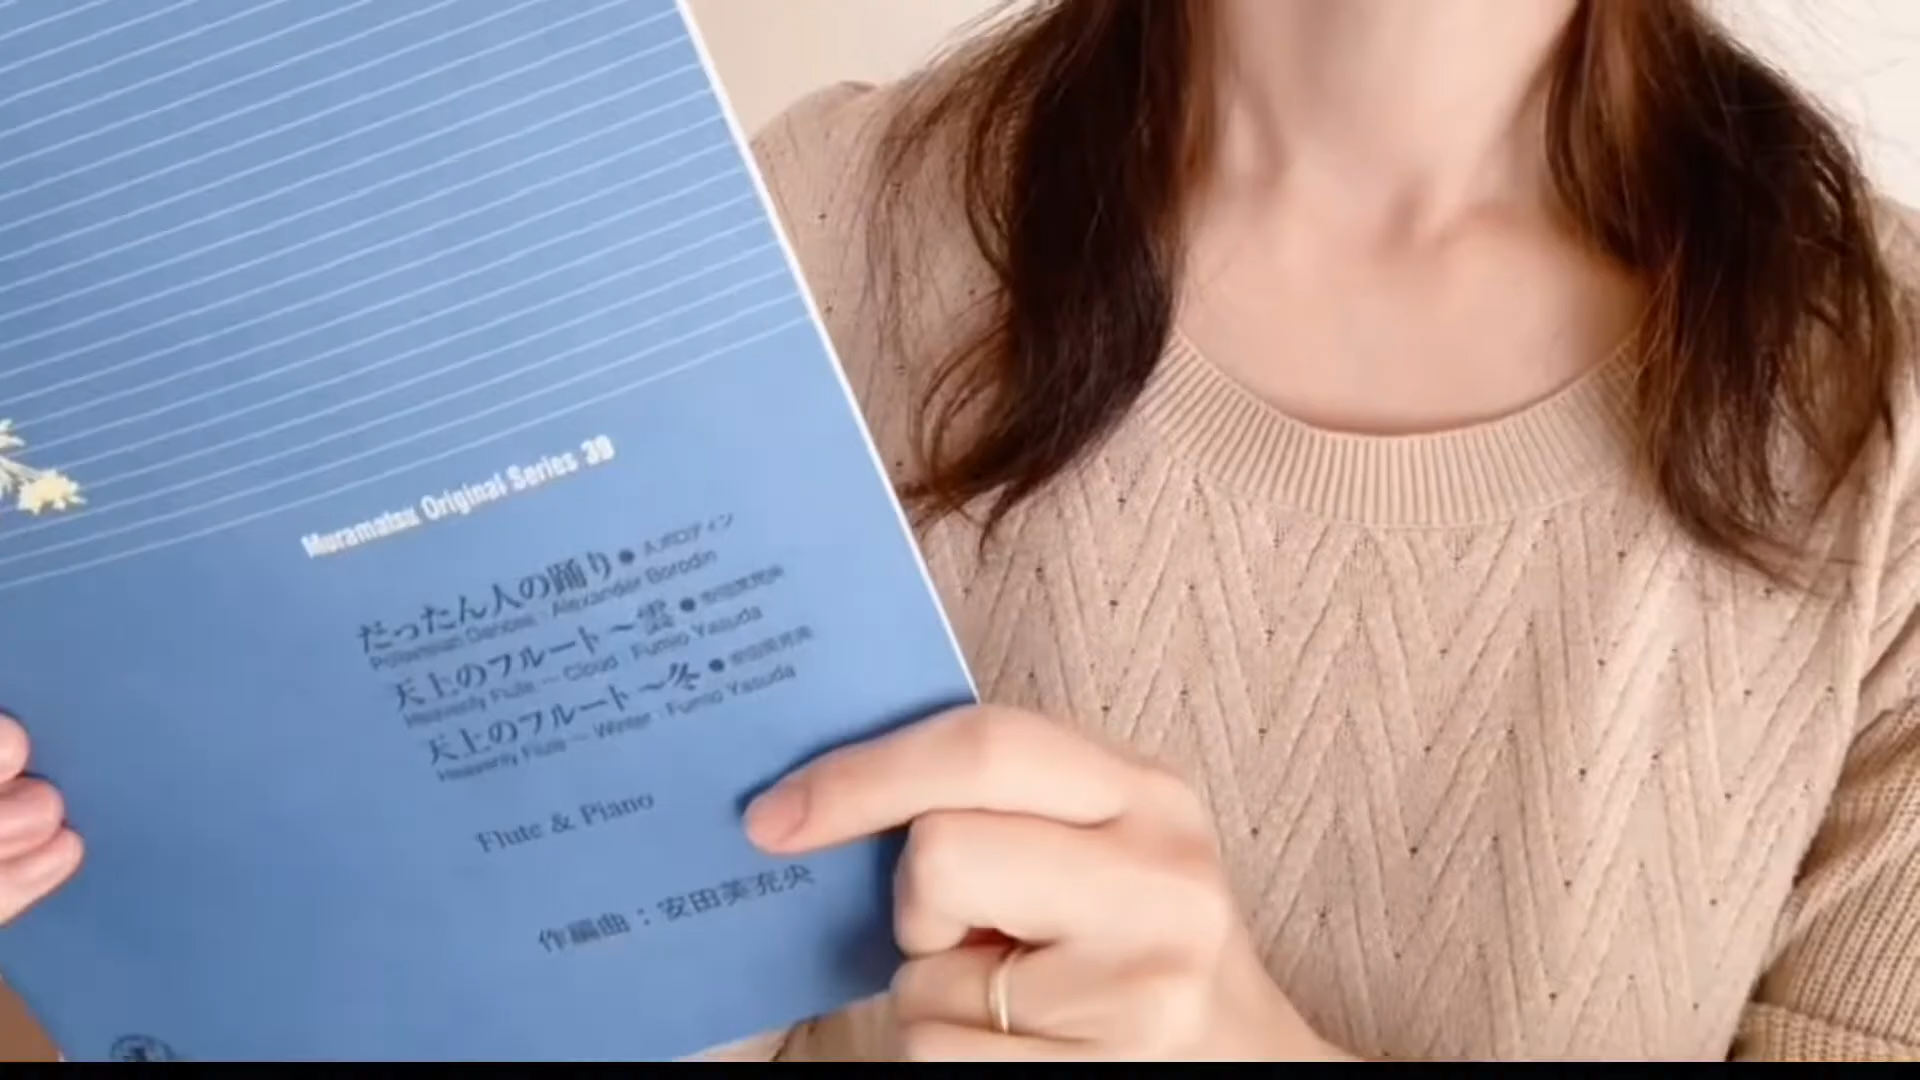 Muramatsu Original Series 39
だったん人の踊り● A.ボロディン
Polovtsian Dances · Alexander Borodin
天上のフルート～雲●安田芙充央
Heavenly Flute ～ Cloud · Fumio Yasuda
天上のフルート～冬●安田芙充央
Heavenly Flute ～ Winter · Fumio Yasuda
Flute & Piano
作編曲：安田芙充央